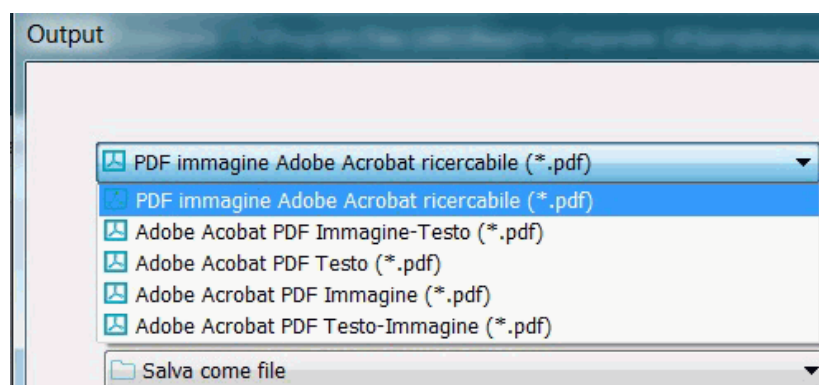 Output
PDF immagine Adobe Acrobat ricercabile (*.pdf)
PDF immagine Adobe Acrobat ricercabile (*.pdf)
Adobe Acobat PDF Immagine-Testo (*.pdf)
Adobe Acobat PDF Testo (*.pdf)
Adobe Acrobat PDF Immagine (*.pdf)
Adobe Acrobat PDF Testo-Immagine (*.pdf)
Salva come file